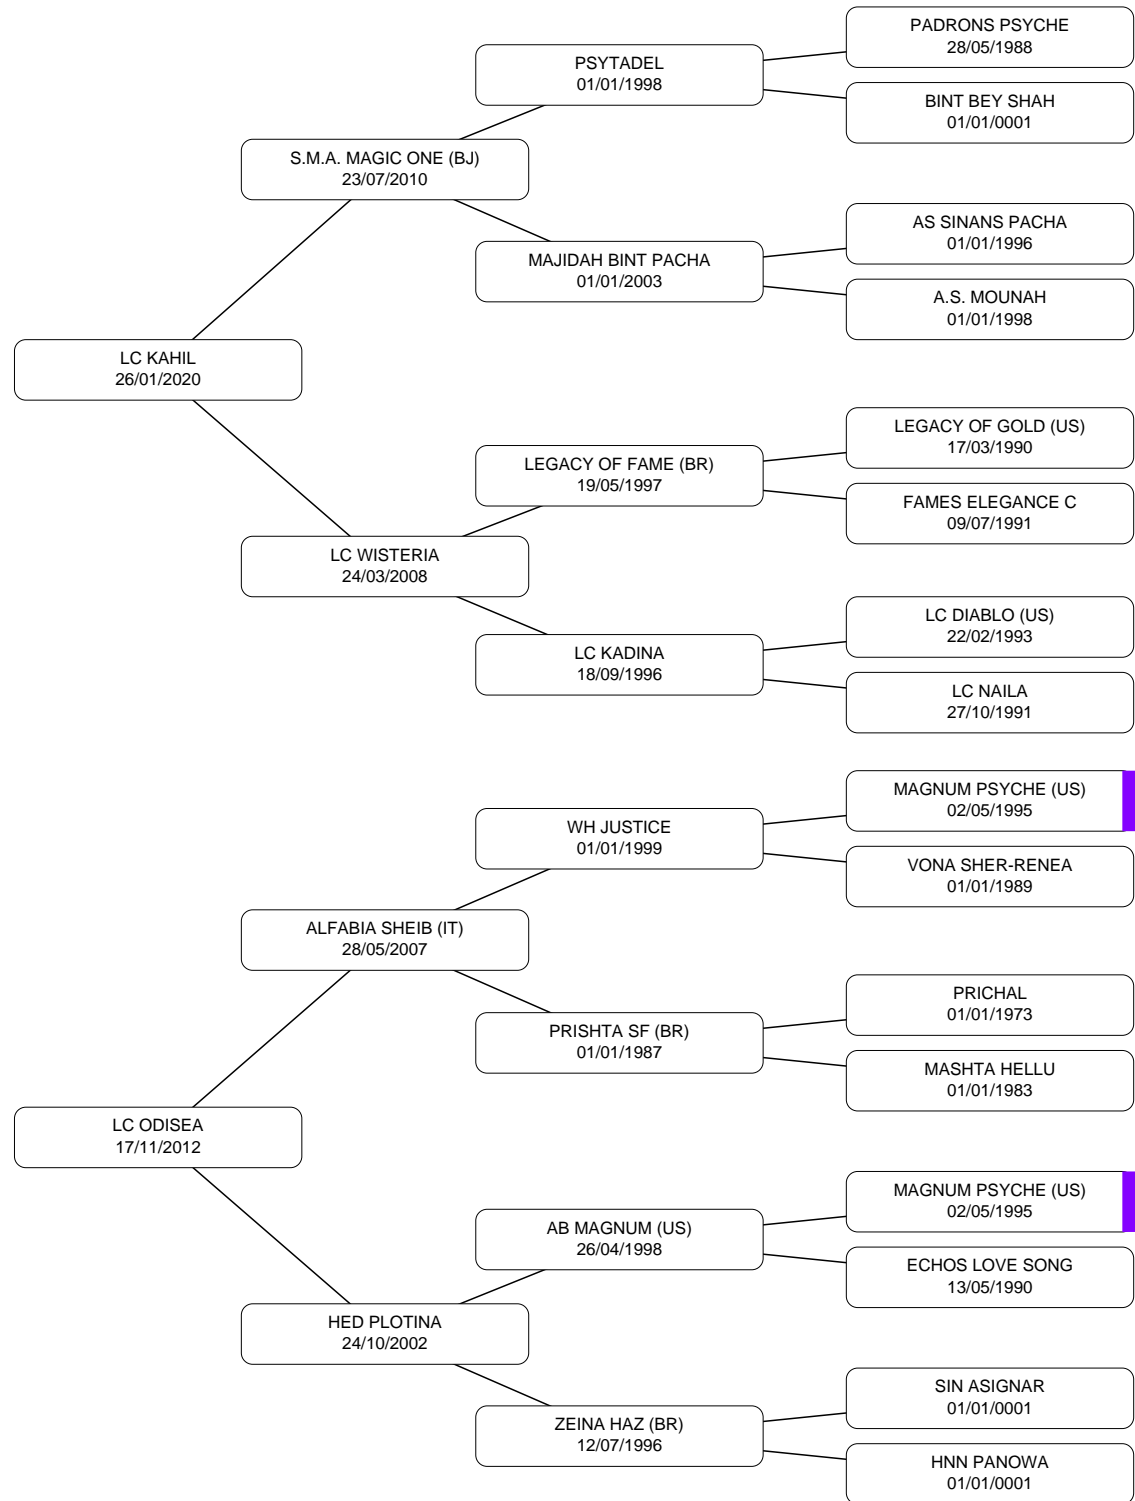 PADRONS PSYCHE
28/05/1988
PSYTADEL
01/01/1998
BINT BEY SHAH
01/01/0001
S.M.A. MAGIC ONE (BJ)
23/07/2010
AS SINANS PACHA
01/01/1996
MAJIDAH BINT PACHA
01/01/2003
A.S. MOUNAH
01/01/1998
LC KAHIL
26/01/2020
LEGACY OF GOLD (US)
17/03/1990
LEGACY OF FAME (BR)
19/05/1997
FAMES ELEGANCE C
09/07/1991
LC WISTERIA
24/03/2008
LC DIABLO (US)
22/02/1993
LC KADINA
18/09/1996
LC NAILA
27/10/1991
MAGNUM PSYCHE (US)
02/05/1995
WH JUSTICE
01/01/1999
VONA SHER-RENEA
01/01/1989
ALFABIA SHEIB (IT)
28/05/2007
PRICHAL
01/01/1973
PRISHTA SF (BR)
01/01/1987
MASHTA HELLU
01/01/1983
LC ODISEA
17/11/2012
MAGNUM PSYCHE (US)
02/05/1995
AB MAGNUM (US)
26/04/1998
ECHOS LOVE SONG
13/05/1990
HED PLOTINA
24/10/2002
SIN ASIGNAR
01/01/0001
ZEINA HAZ (BR)
12/07/1996
HNN PANOWA
01/01/0001